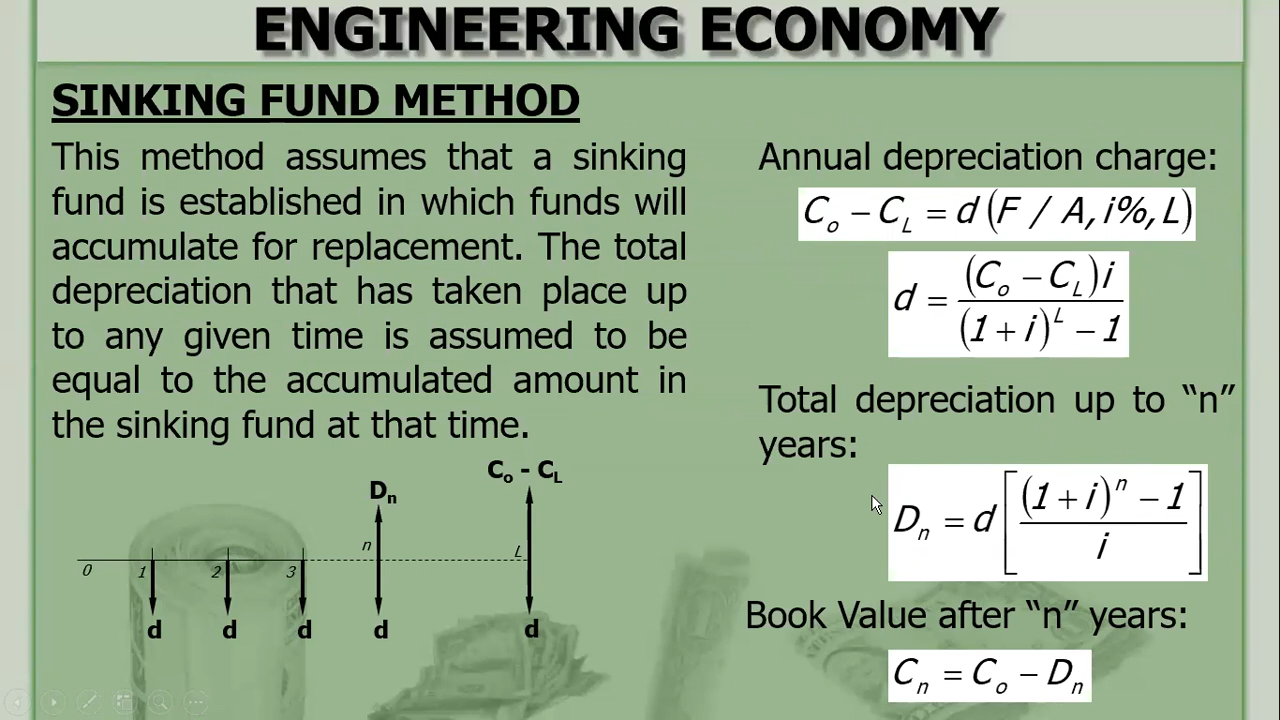 ENGINEERING ECONOMY
SINKING FUND METHOD
This method assumes that a sinking
fund is established in which funds will
accumulate for replacement. The total
depreciation that has taken place up
to any given time is assumed to be
equal to the accumulated amount in
the sinking fund at that time.
Cₒ - C_L
Dₙ
n
L
0 1 2 3
d d d d d
Annual depreciation charge:
Cₒ – C_L = d (F / A, i%, L)
d = (Cₒ – C_L) i / (1 + i)^L – 1
Total depreciation up to “n”
years:
Dₙ = d [ (1 + i)ⁿ – 1 / i ]
Book Value after “n” years:
Cₙ = Cₒ – Dₙ